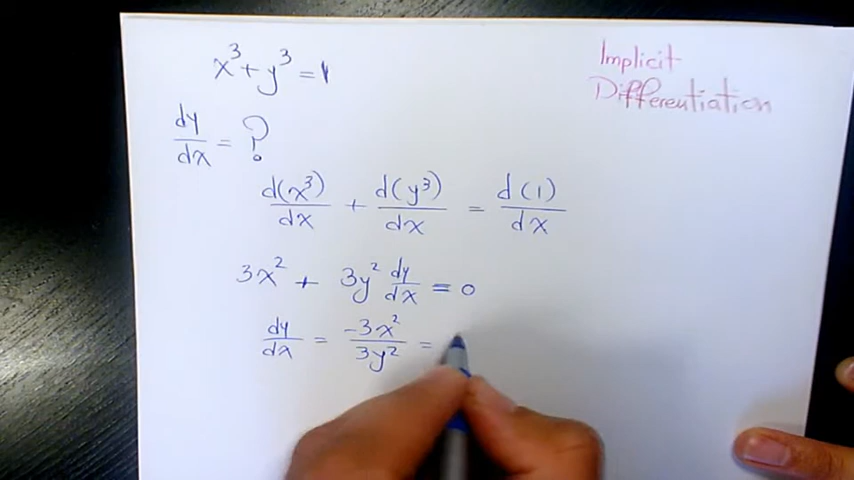 x³ + y³ = 1
Implicit
Differentiation
dy/dx = ?
d(x³)/dx + d(y³)/dx = d(1)/dx
3x² + 3y² dy/dx = 0
dy/dx = -3x²/3y² =